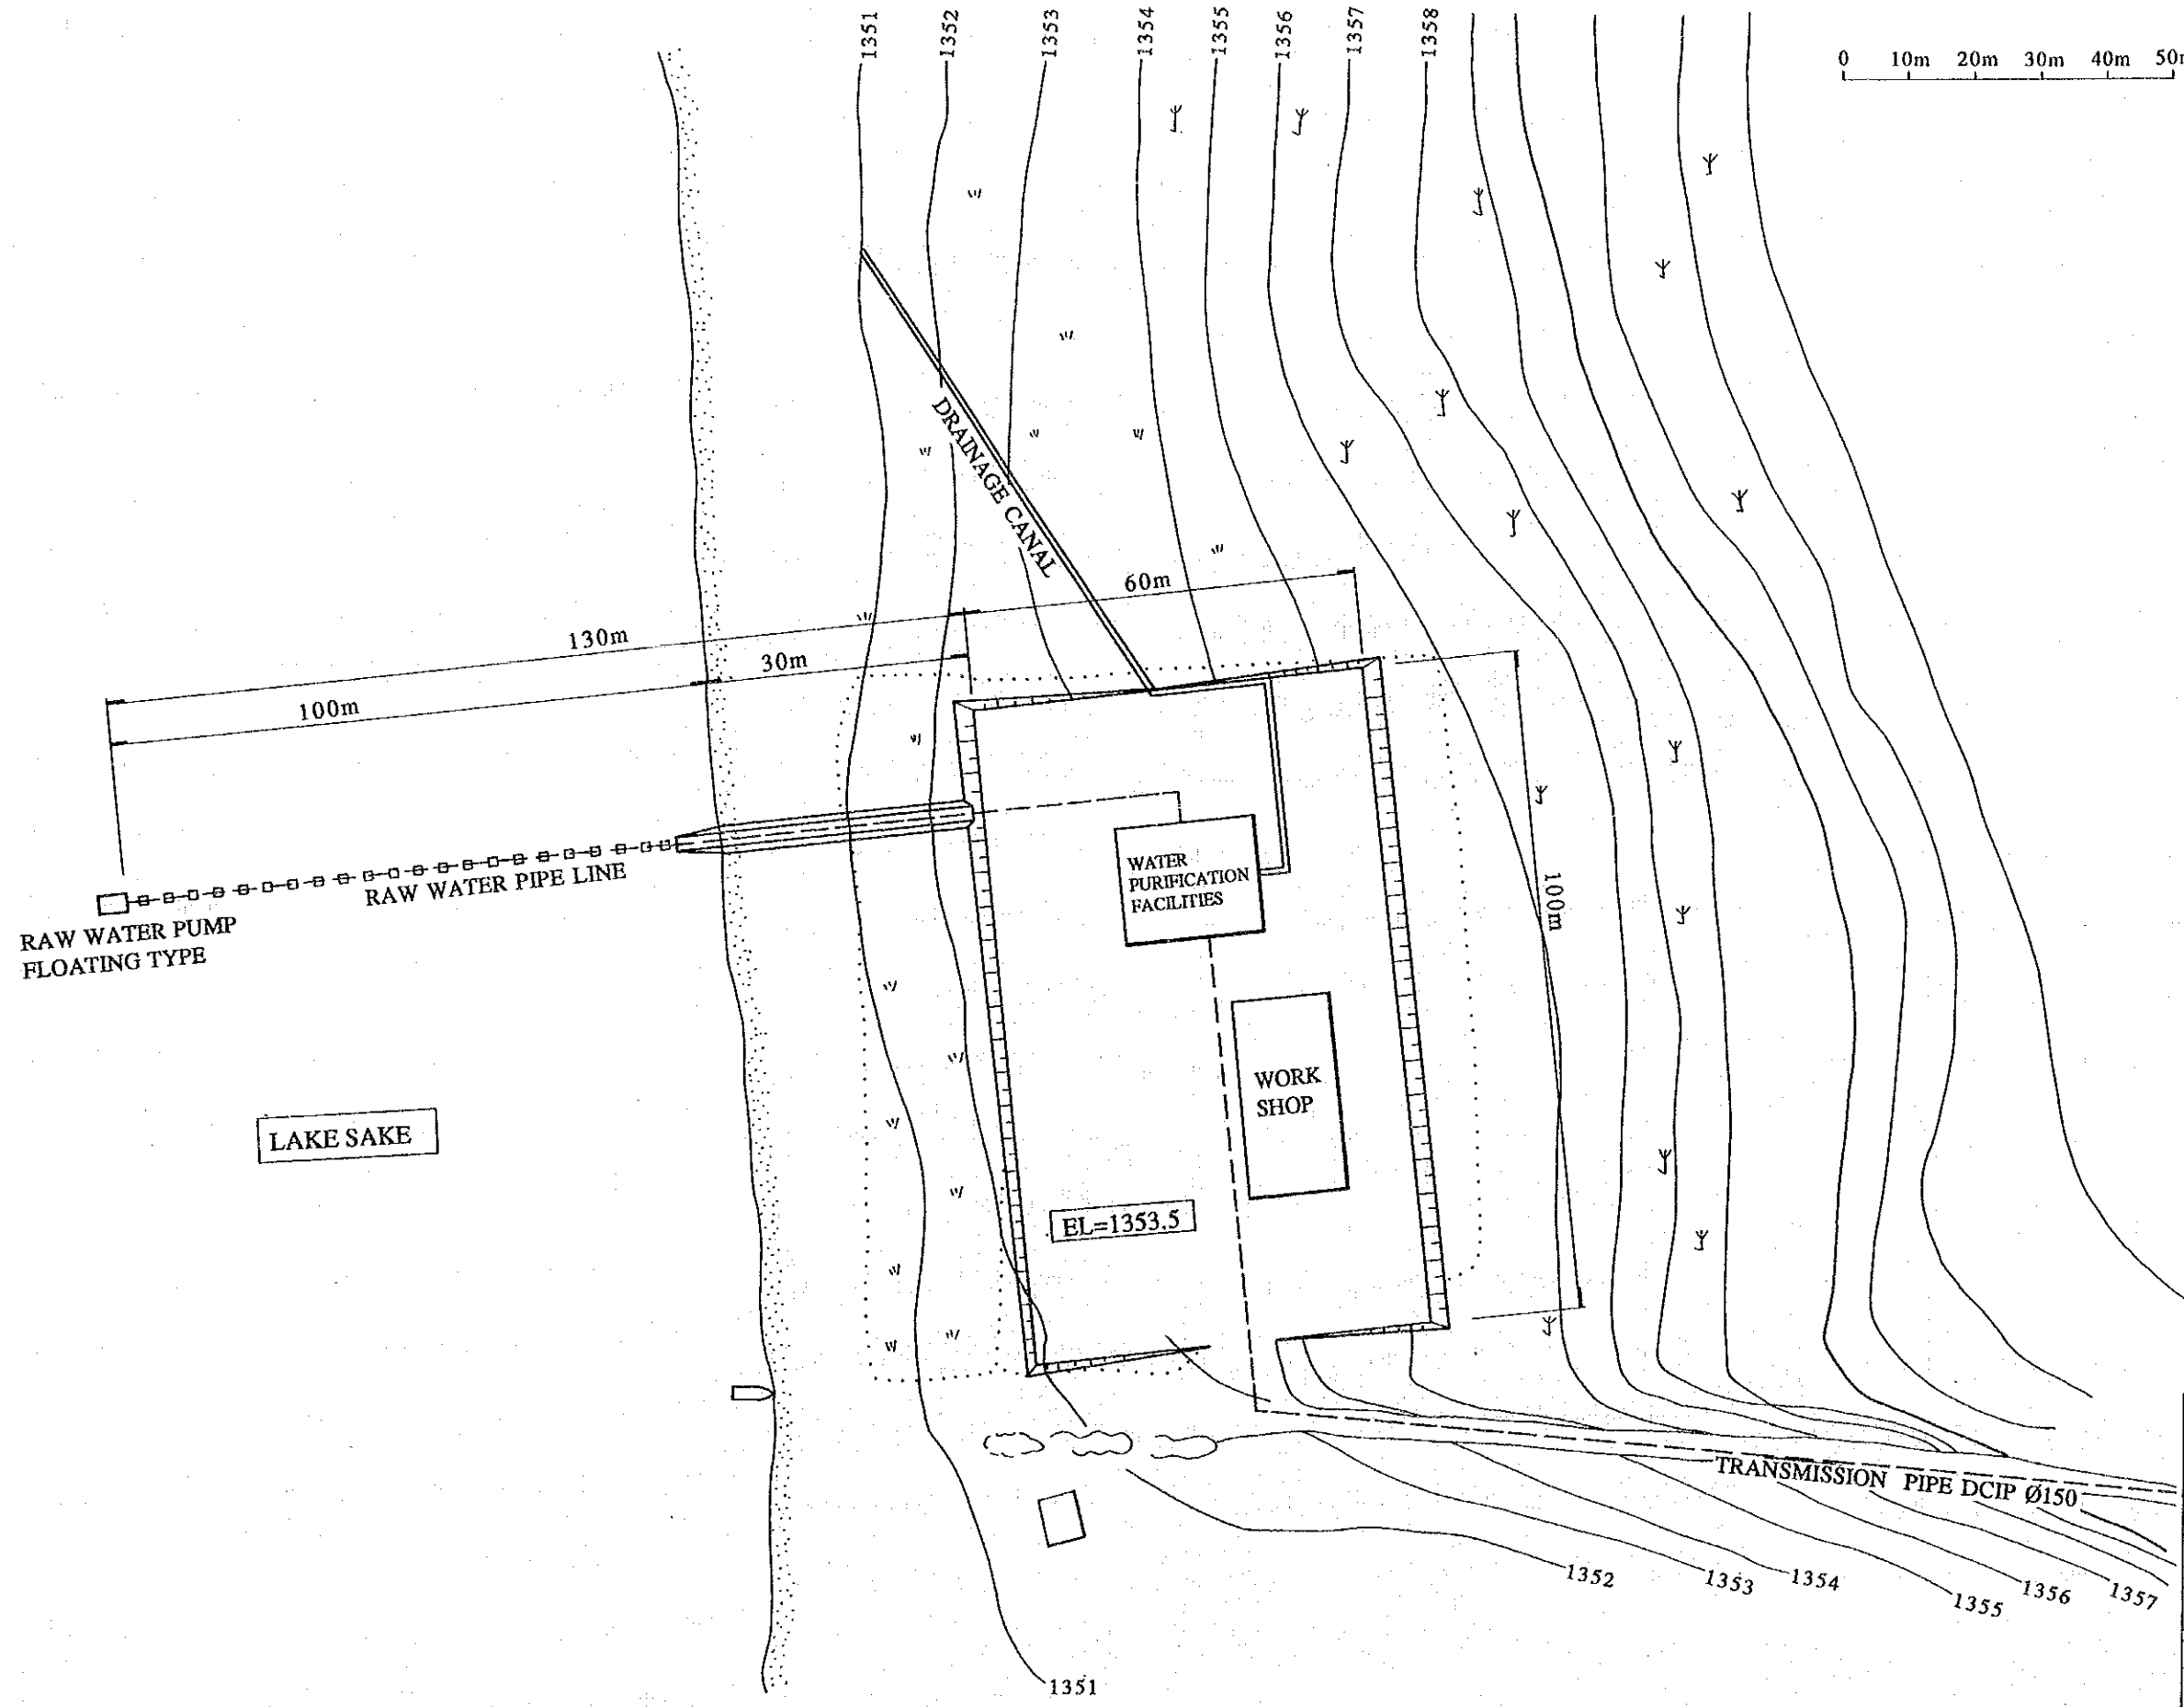 1351
1352
1353
1354
1355
1356
1357
1358
0 10m 20m 30m 40m 50m
DRAINAGE CANAL
60m
130m
30m
100m
WATER
PURIFICATION
FACILITIES
100m
RAW WATER PIPE LINE
RAW WATER PUMP
FLOATING TYPE
WORK
SHOP
LAKE SAKE
EL=1353.5
TRANSMISSION PIPE DCIP Ø150
1352
1353
1354
1355
1356
1357
1351